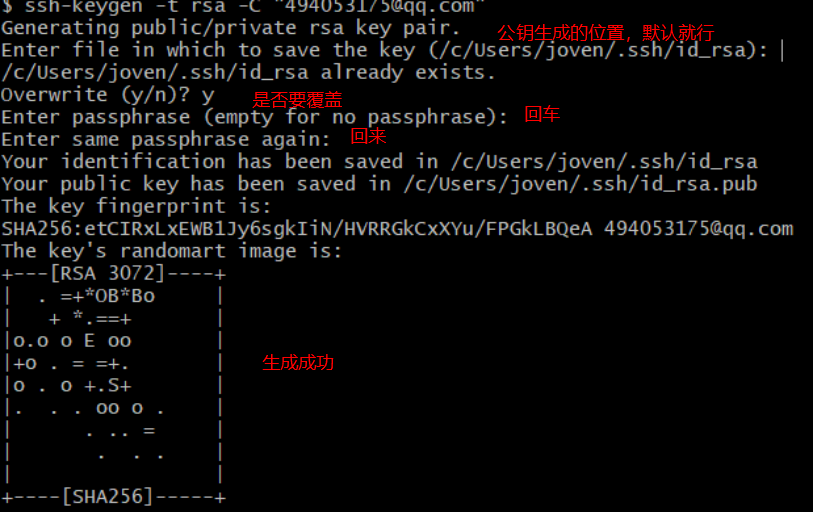 $ ssh-keygen -t rsa -C "494053175@qq.com"
Generating public/private rsa key pair.
公钥生成的位置，默认就行
Enter file in which to save the key (/c/Users/joven/.ssh/id_rsa):
/c/Users/joven/.ssh/id_rsa already exists.
Overwrite (y/n)? y 是否要覆盖
Enter passphrase (empty for no passphrase): 回车
Enter same passphrase again: 回来
Your identification has been saved in /c/Users/joven/.ssh/id_rsa
Your public key has been saved in /c/Users/joven/.ssh/id_rsa.pub
The key fingerprint is:
SHA256:etCIRxLxEWB1Jy6sgkIiN/HVRRGkCxXYu/FPGkLBQeA 494053175@qq.com
The key's randomart image is:
+---[RSA 3072]----+
|  . =+*OB*Bo     |
|   + *.==+       |
|o.o o E oo       |
|+o . = =+.       | 生成成功
|o . o +.S+       |
|.  . . oo o .    |
|      . .. =     |
|       .  . .    |
|                 |
+----[SHA256]-----+